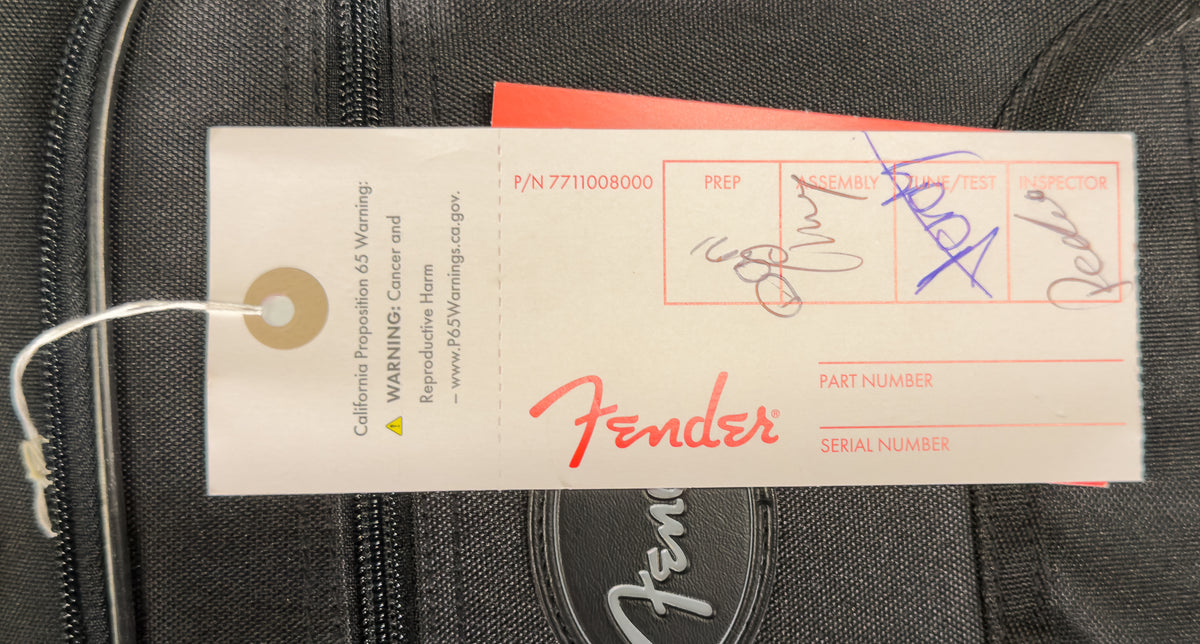 California Proposition 65 Warning:
WARNING: Cancer and
Reproductive Harm
– www.P65Warnings.ca.gov.
P/N 7711008000
PREP
ASSEMBLY
TUNE/TEST
INSPECTOR
Fender®
PART NUMBER
SERIAL NUMBER
Fender